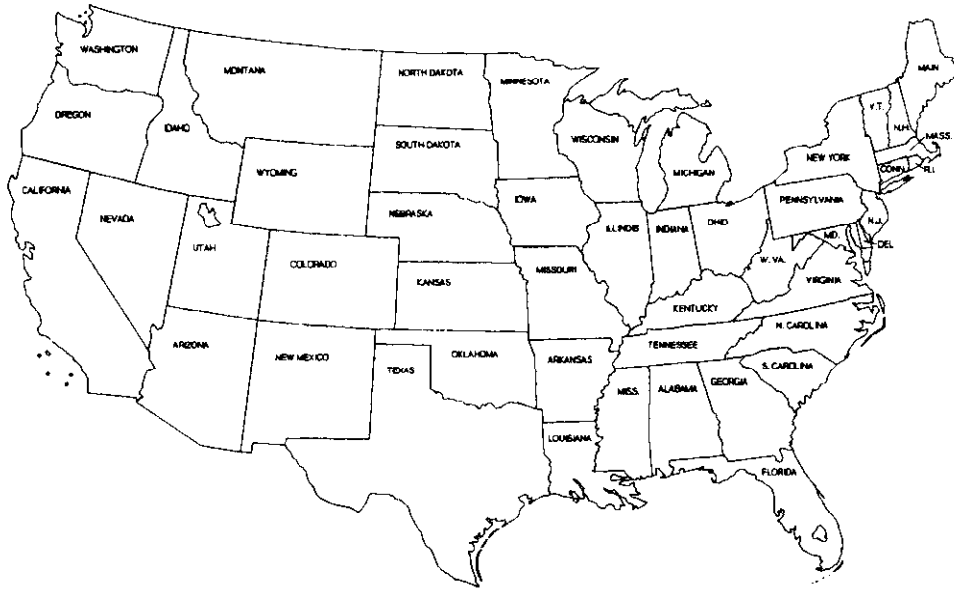 WASHINGTON
MONTANA
NORTH DAKOTA
MINNESOTA
MAIN
OREGON
IDAHO
SOUTH DAKOTA
WISCONSIN
MICHIGAN
V.T.
N.H.
MASS.
NEW YORK
CONN.
R.I.
WYOMING
CALIFORNIA
NEVADA
NEBRASKA
IOWA
PENNSYLVANIA
UTAH
COLORADO
ILLINOIS
INDIANA
OHIO
N.J.
MD.
DEL
KANSAS
MISSOURI
W. VA.
VIRGINIA
KENTUCKY
ARIZONA
NEW MEXICO
OKLAHOMA
ARKANSAS
TENNESSEE
N. CAROLINA
TEXAS
MISS.
ALABAMA
GEORGIA
S. CAROLINA
LOUISIANA
FLORIDA